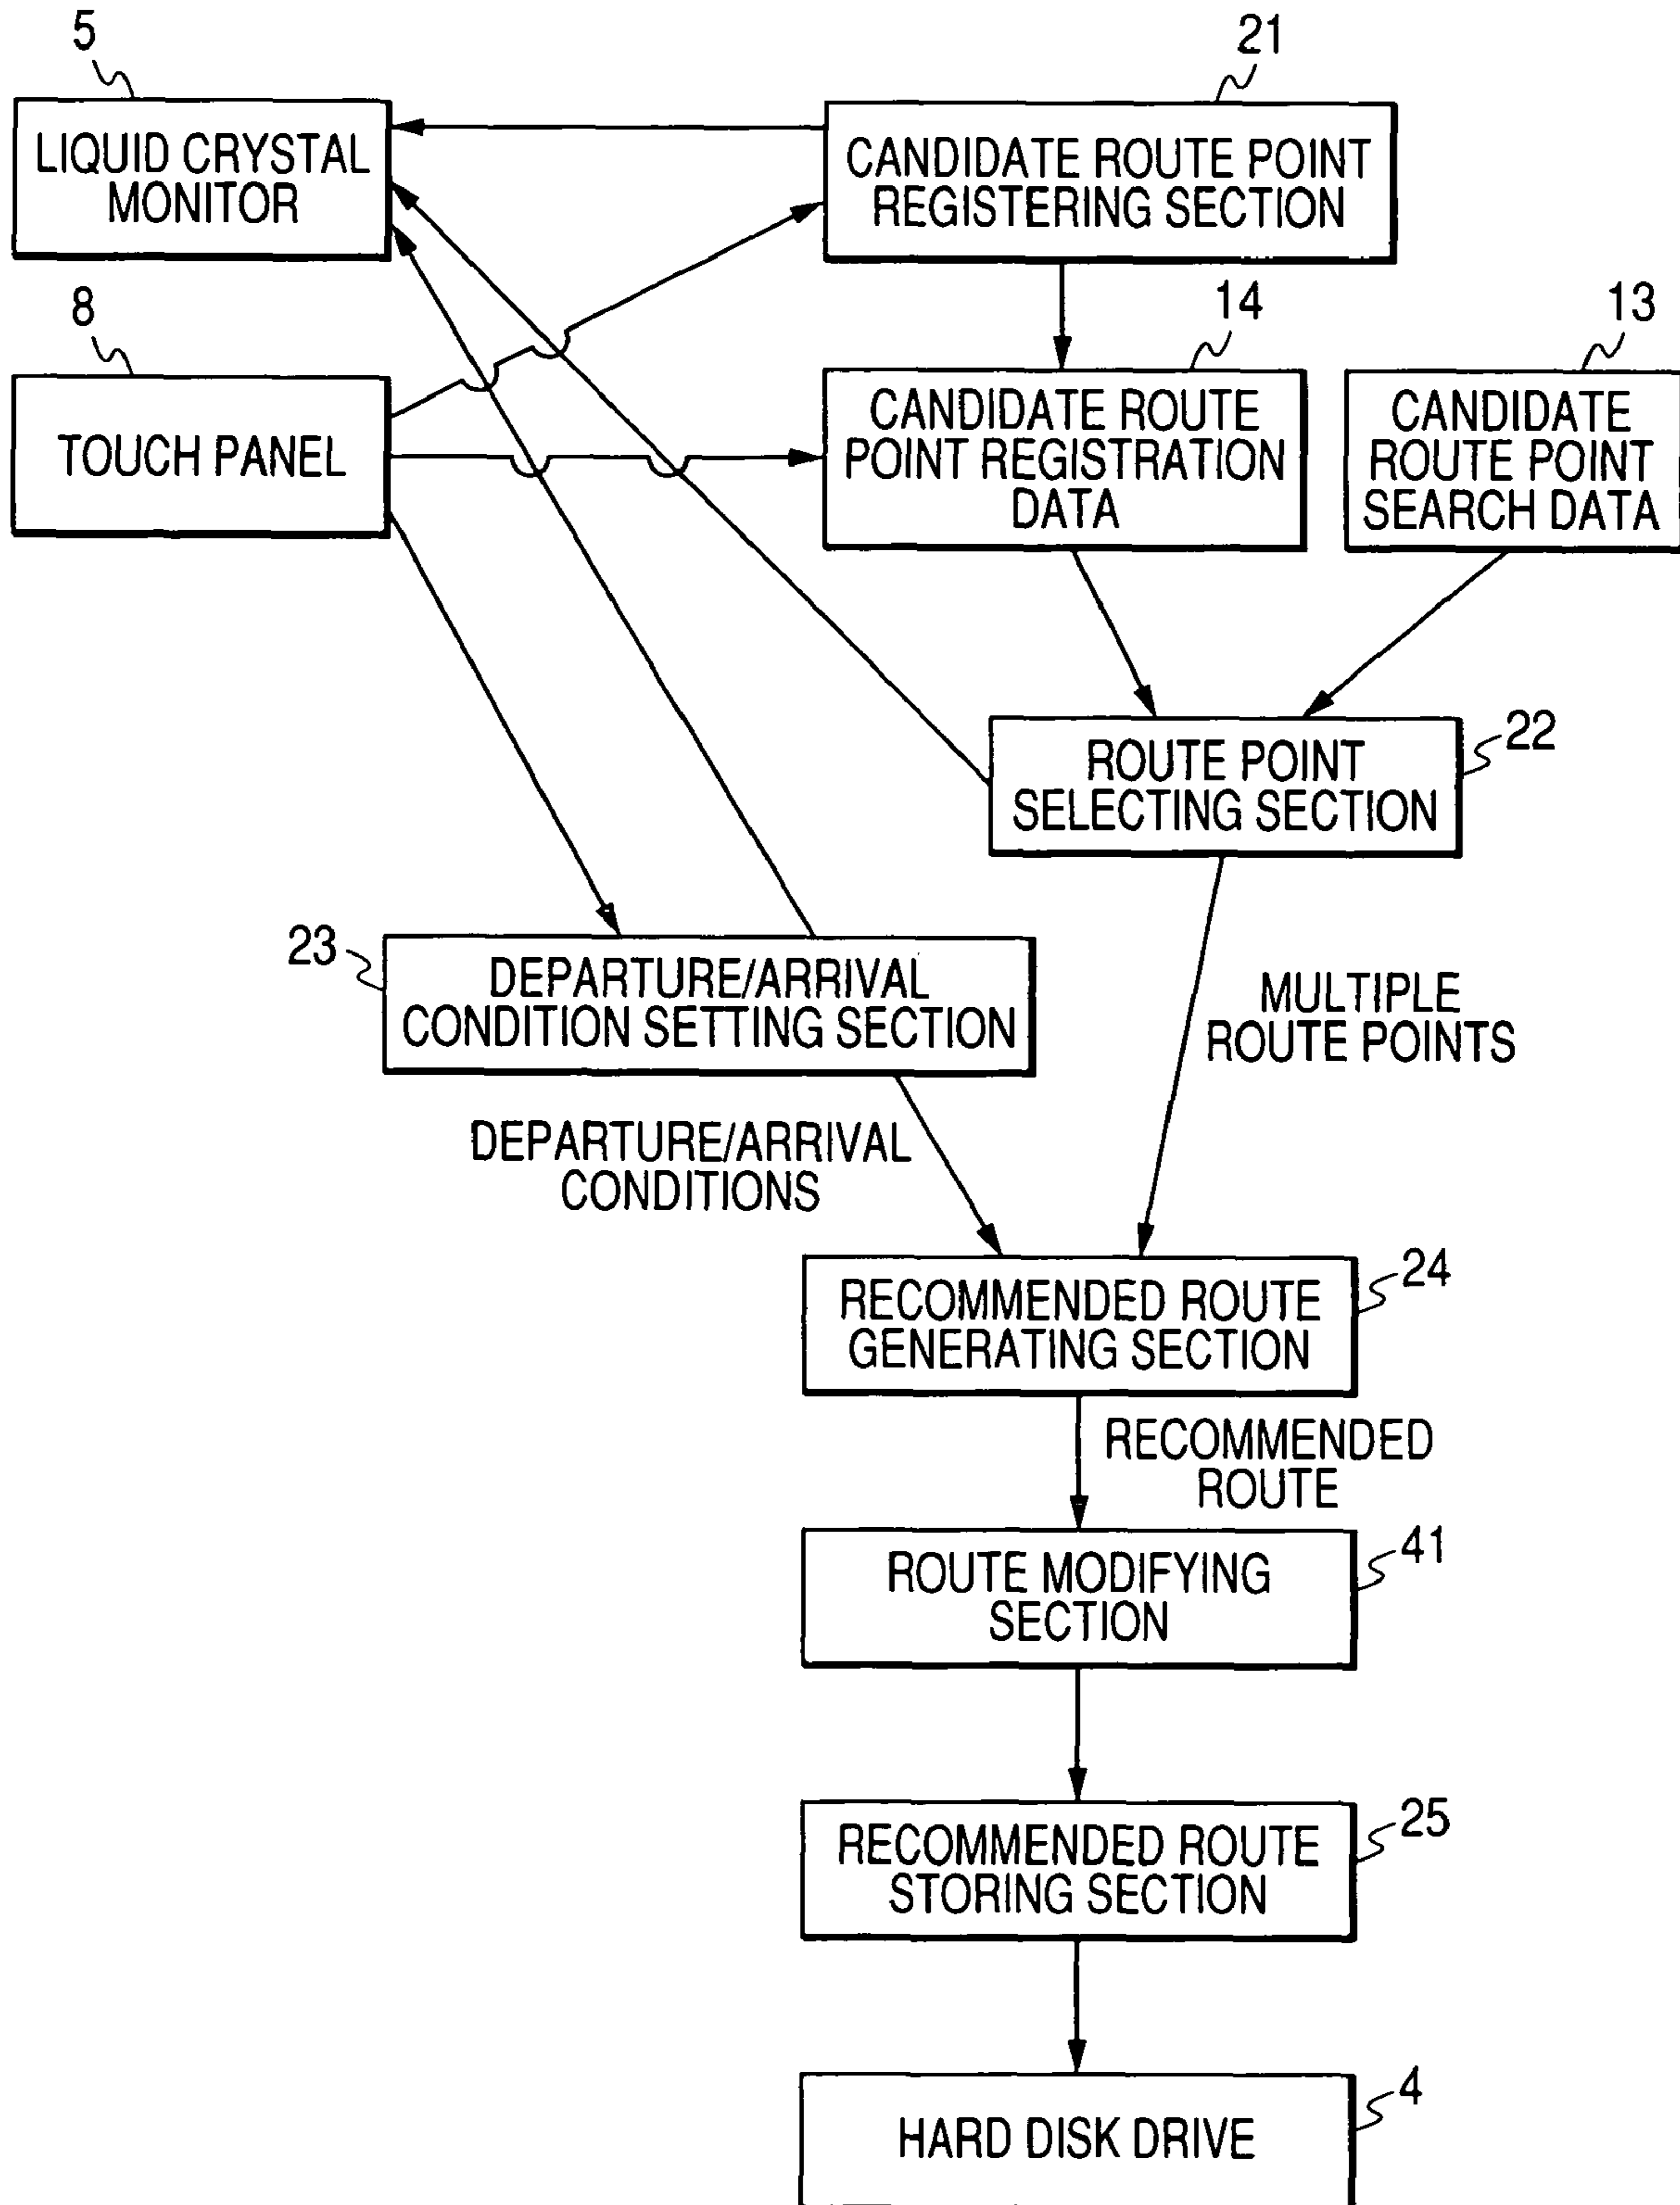 5
LIQUID CRYSTAL
MONITOR
21
CANDIDATE ROUTE POINT
REGISTERING SECTION
8
TOUCH PANEL
14
CANDIDATE ROUTE
POINT REGISTRATION
DATA
13
CANDIDATE
ROUTE POINT
SEARCH DATA
ROUTE POINT
SELECTING SECTION
22
23
DEPARTURE/ARRIVAL
CONDITION SETTING SECTION
MULTIPLE
ROUTE POINTS
DEPARTURE/ARRIVAL
CONDITIONS
RECOMMENDED ROUTE
GENERATING SECTION
24
RECOMMENDED
ROUTE
ROUTE MODIFYING
SECTION
41
RECOMMENDED ROUTE
STORING SECTION
25
HARD DISK DRIVE
4